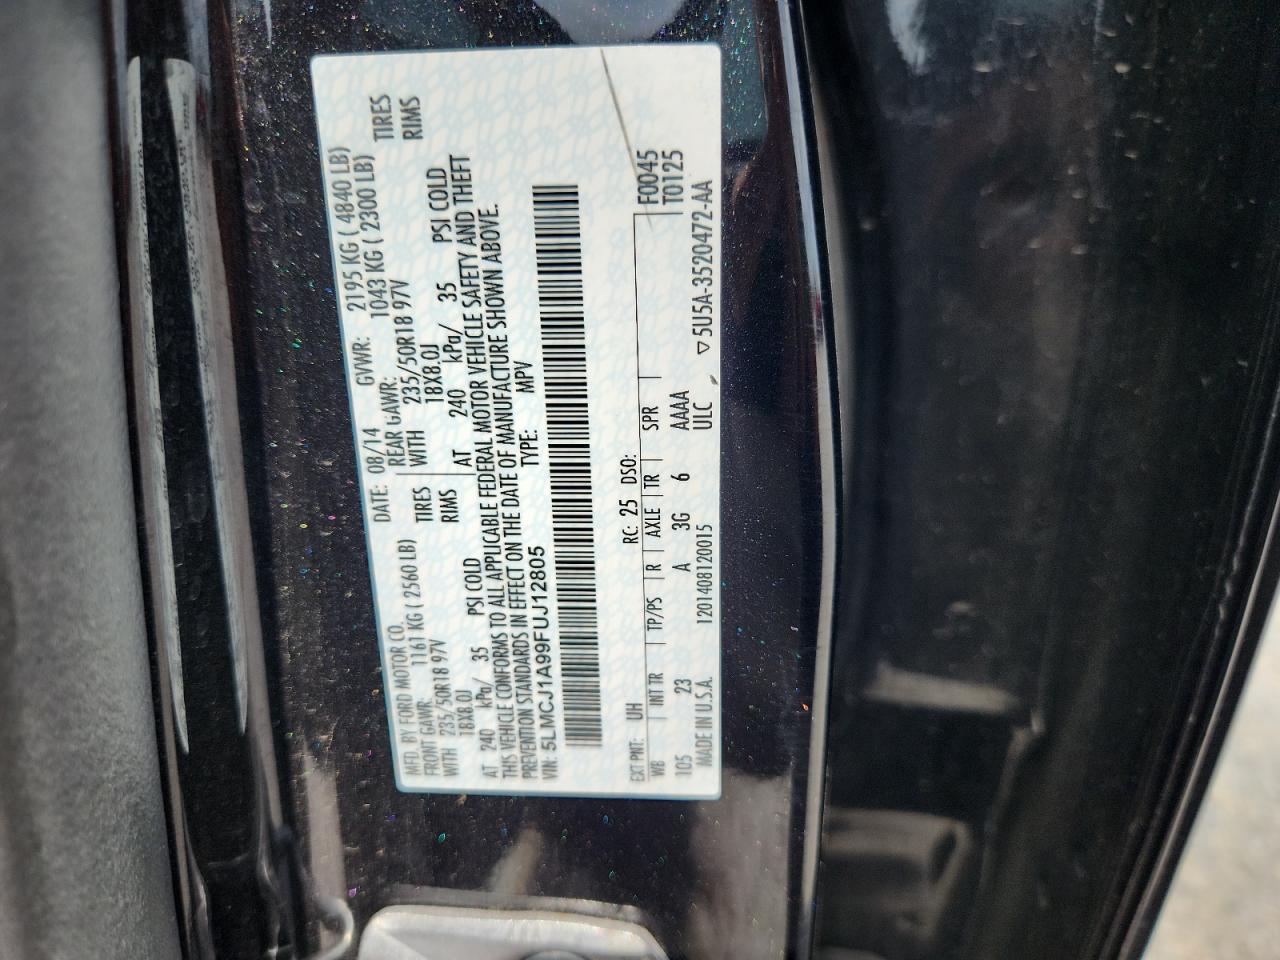 MFD. BY FORD MOTOR CO. DATE: 08/14 GVWR: 2195 KG ( 4840 LB)
FRONT GAWR: 1161 KG ( 2560 LB) REAR GAWR: 1043 KG ( 2300 LB)
WITH 235/50R18 97V TIRES WITH 235/50R18 97V TIRES
18X8.0J RIMS 18X8.0J RIMS
AT 240 kPa/ 35 PSI COLD AT 240 kPa/ 35 PSI COLD
THIS VEHICLE CONFORMS TO ALL APPLICABLE FEDERAL MOTOR VEHICLE SAFETY AND THEFT
PREVENTION STANDARDS IN EFFECT ON THE DATE OF MANUFACTURE SHOWN ABOVE.
VIN: 5LMCJ1A99FUJ12805 TYPE: MPV
EXT PNT: UH RC: 25 DSO: F0045
WB INT TR TP/PS R AXLE TR SPR T0125
105 23 A 3G 6 AAAA
MADE IN U.S.A. 1201408120015 ULC ▽5U5A-3520472-AA